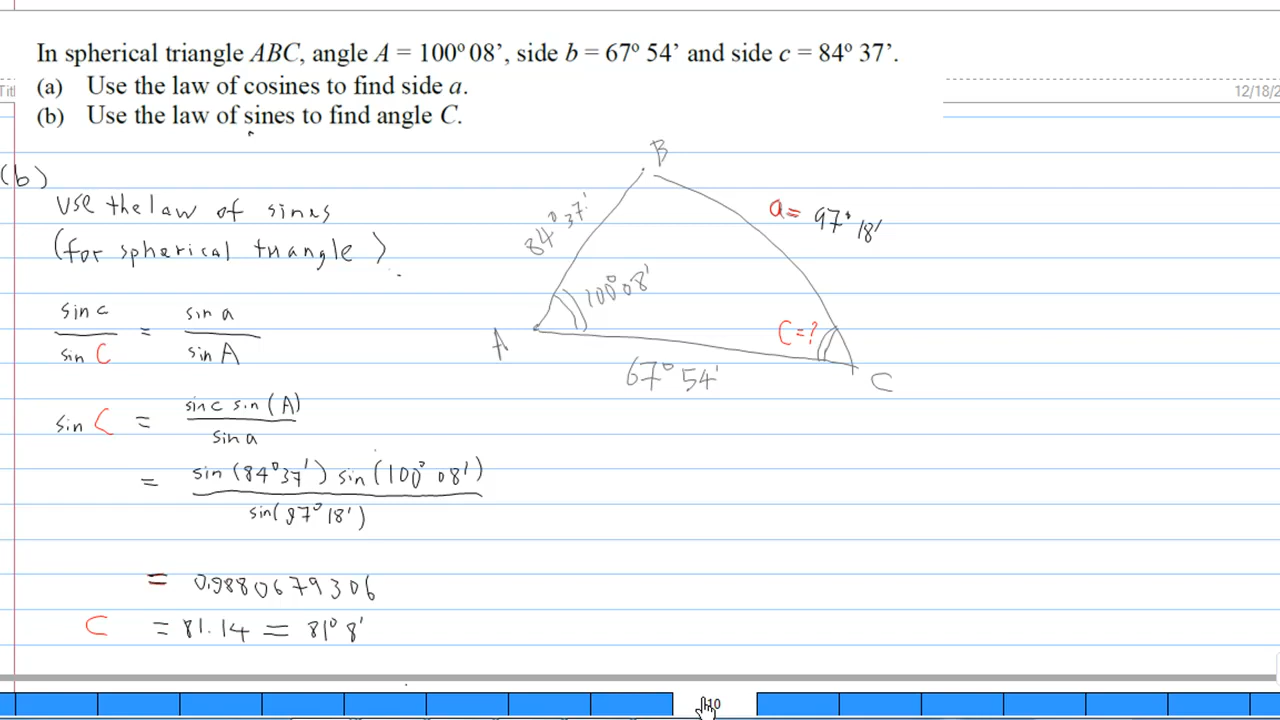 In spherical triangle ABC, angle A = 100º 08’, side b = 67º 54’ and side c = 84º 37’.
(a) Use the law of cosines to find side a.
(b) Use the law of sines to find angle C.
Titl
12/18/2
(b)
Use the law of sines
(for spherical triangle).
sin c / sin C = sin a / sin A
sin C = sin c sin (A) / sin a
= sin (84° 37') sin (100° 08') / sin (97° 18')
= 0.9880679306
C = 81.14 = 81° 8'
B
84° 37'
a = 97° 18'
100° 08'
A
C = ?
67° 54'
C
10